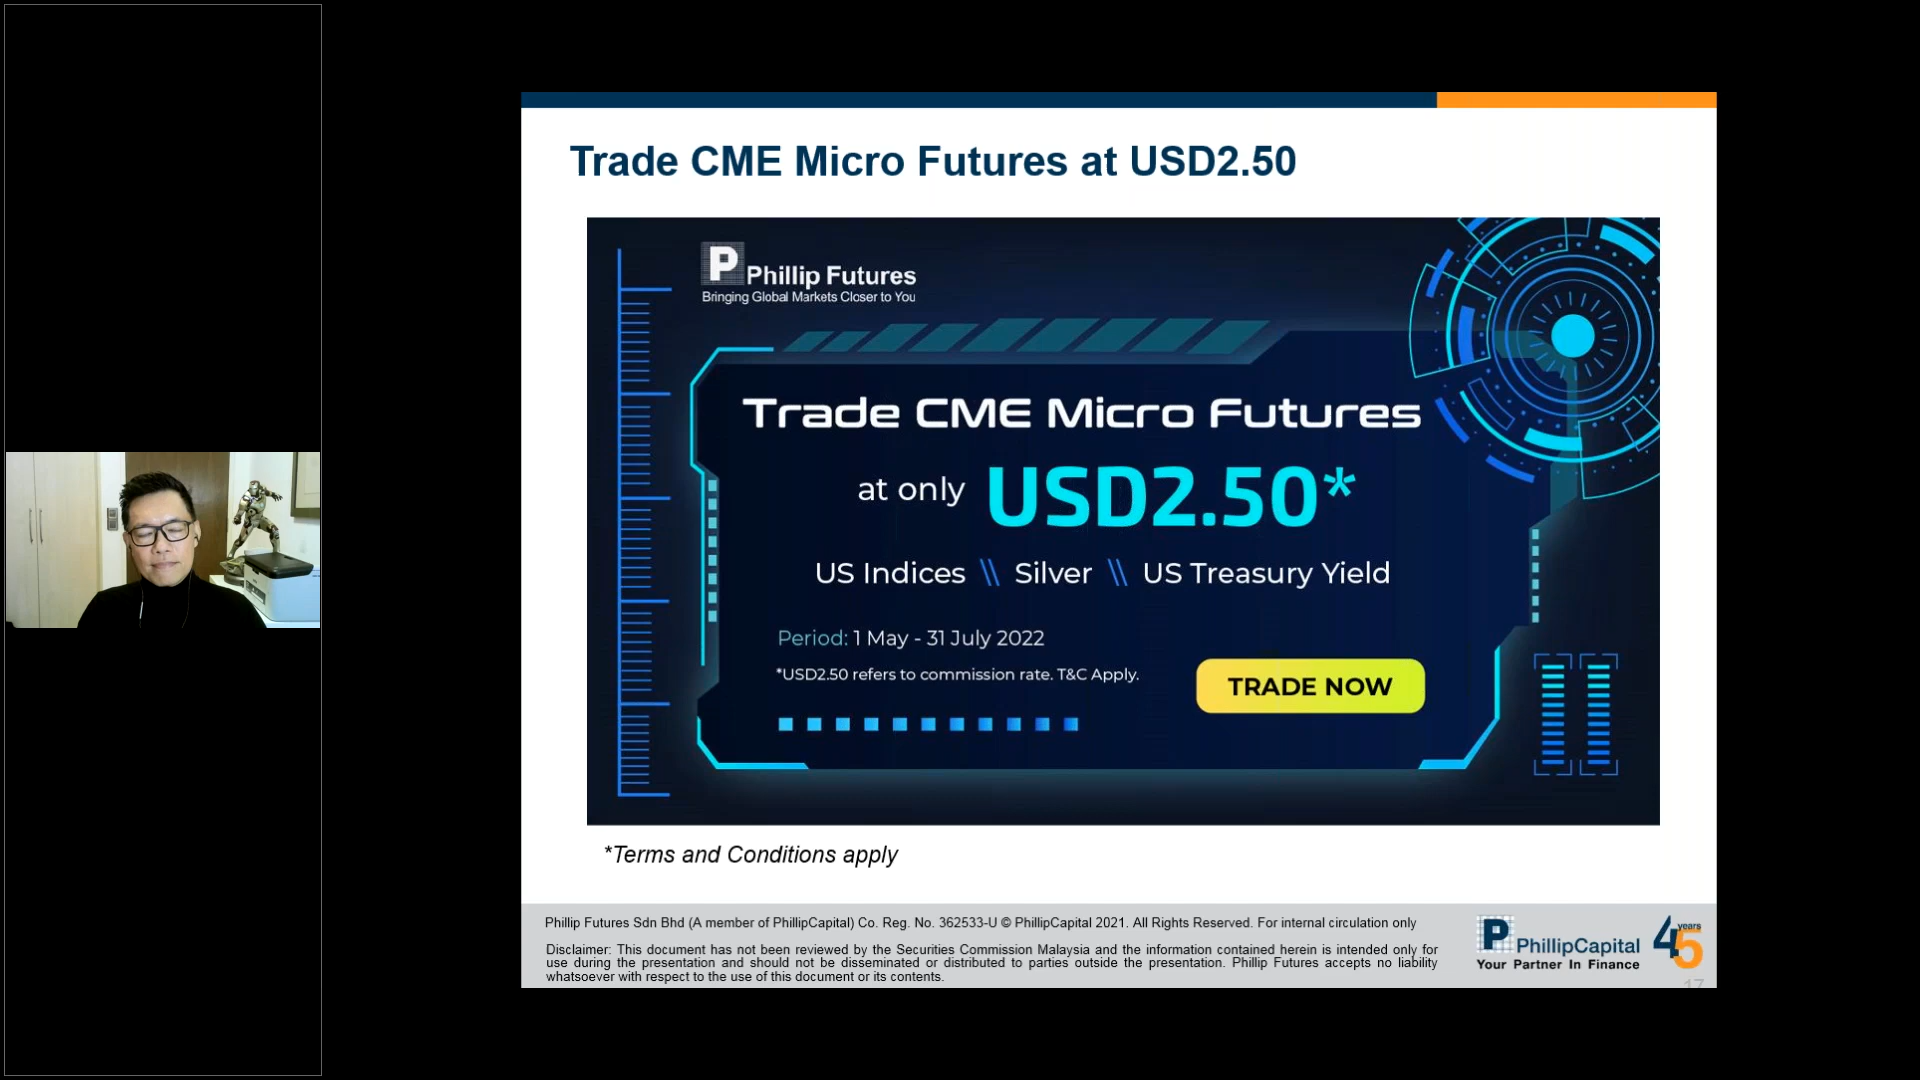 Trade CME Micro Futures at USD2.50
P Phillip Futures
Bringing Global Markets Closer to You
Trade CME Micro Futures
at only USD2.50*
US Indices \\ Silver \\ US Treasury Yield
Period: 1 May - 31 July 2022
*USD2.50 refers to commission rate. T&C Apply.
TRADE NOW
*Terms and Conditions apply
Phillip Futures Sdn Bhd (A member of PhillipCapital) Co. Reg. No. 362533-U © PhillipCapital 2021. All Rights Reserved. For internal circulation only
Disclaimer: This document has not been reviewed by the Securities Commission Malaysia and the information contained herein is intended only for
use during the presentation and should not be disseminated or distributed to parties outside the presentation. Phillip Futures accepts no liability
whatsoever with respect to the use of this document or its contents.
P PhillipCapital
Your Partner In Finance
45 years
17